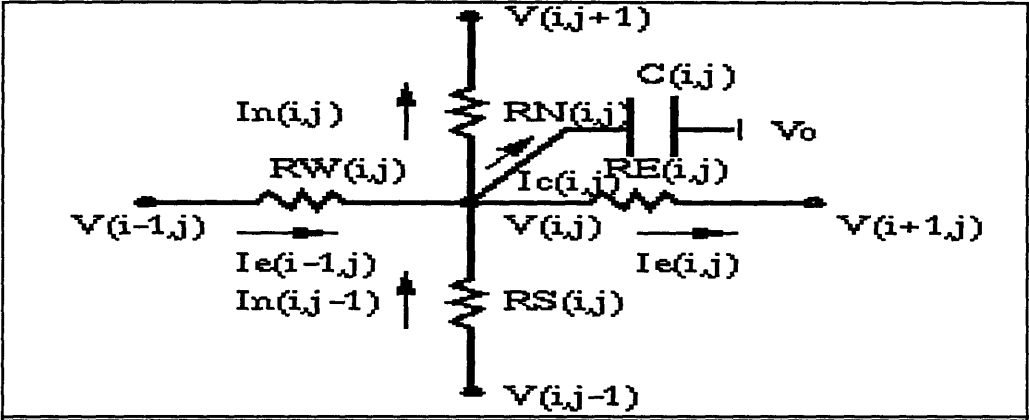 V(i,j+1)
C(i,j)
In(i,j)
RN(i,j)
Vo
RW(i,j)
Ic(i,j)
RE(i,j)
V(i-1,j)
V(i,j)
V(i+1,j)
Ie(i-1,j)
Ie(i,j)
In(i,j-1)
RS(i,j)
V(i,j-1)